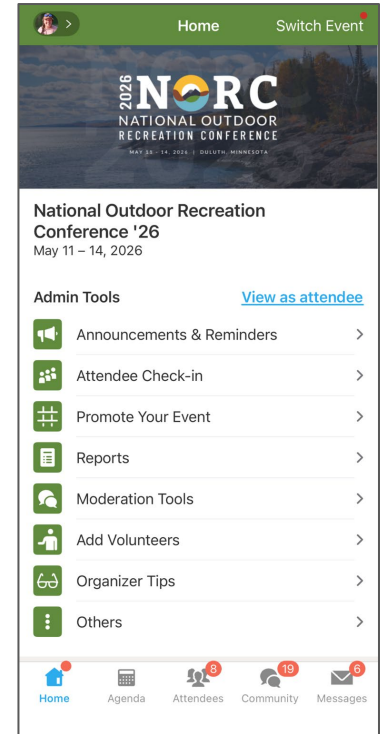 Home
Switch Event
2026
NORC
NATIONAL OUTDOOR
RECREATION CONFERENCE
MAY 11 - 14, 2026 | DULUTH, MINNESOTA
National Outdoor Recreation
Conference '26
May 11 – 14, 2026
Admin Tools
View as attendee
Announcements & Reminders
Attendee Check-in
Promote Your Event
Reports
Moderation Tools
Add Volunteers
Organizer Tips
Others
8
19
6
Home
Agenda
Attendees
Community
Messages